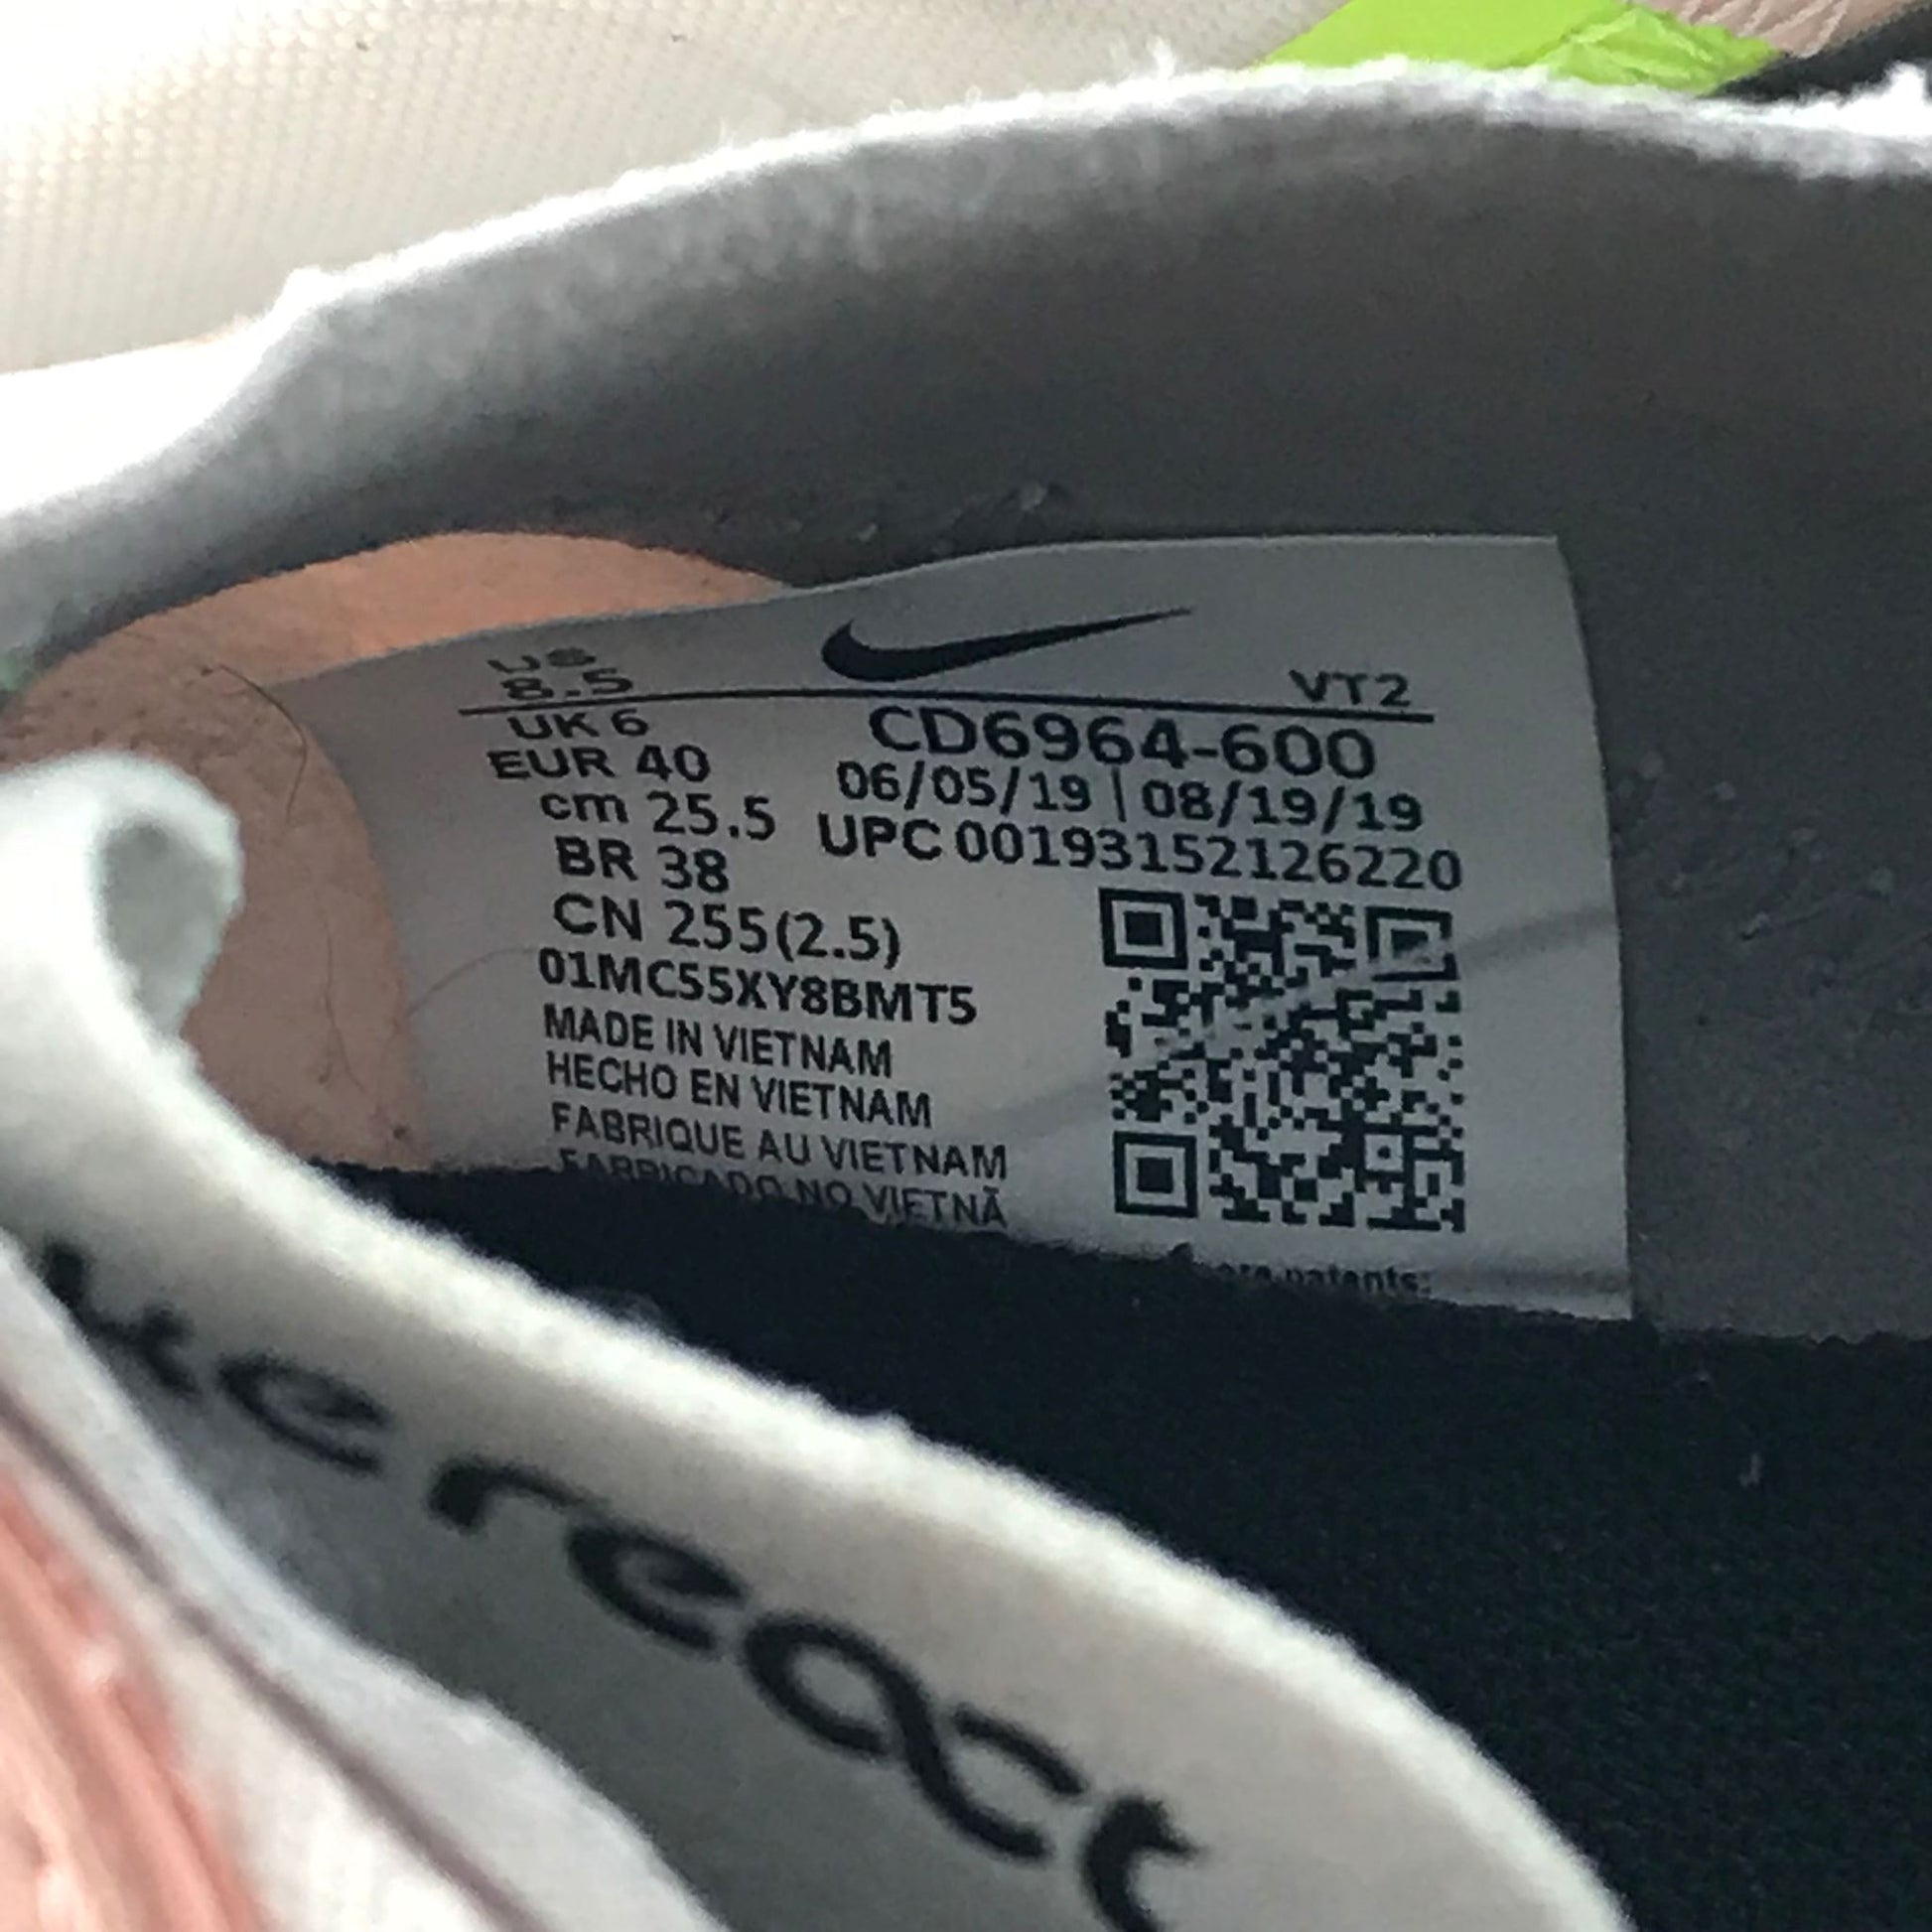 US
8.5
VT2
UK 6
CD6964-600
EUR 40
06/05/19 | 08/19/19
cm 25.5
UPC 00193152126220
BR 38
CN 255(2.5)
01MC55XY8BMT5
MADE IN VIETNAM
HECHO EN VIETNAM
FABRIQUE AU VIETNAM
FABRICADO NO VIETNÃ
patents:
react